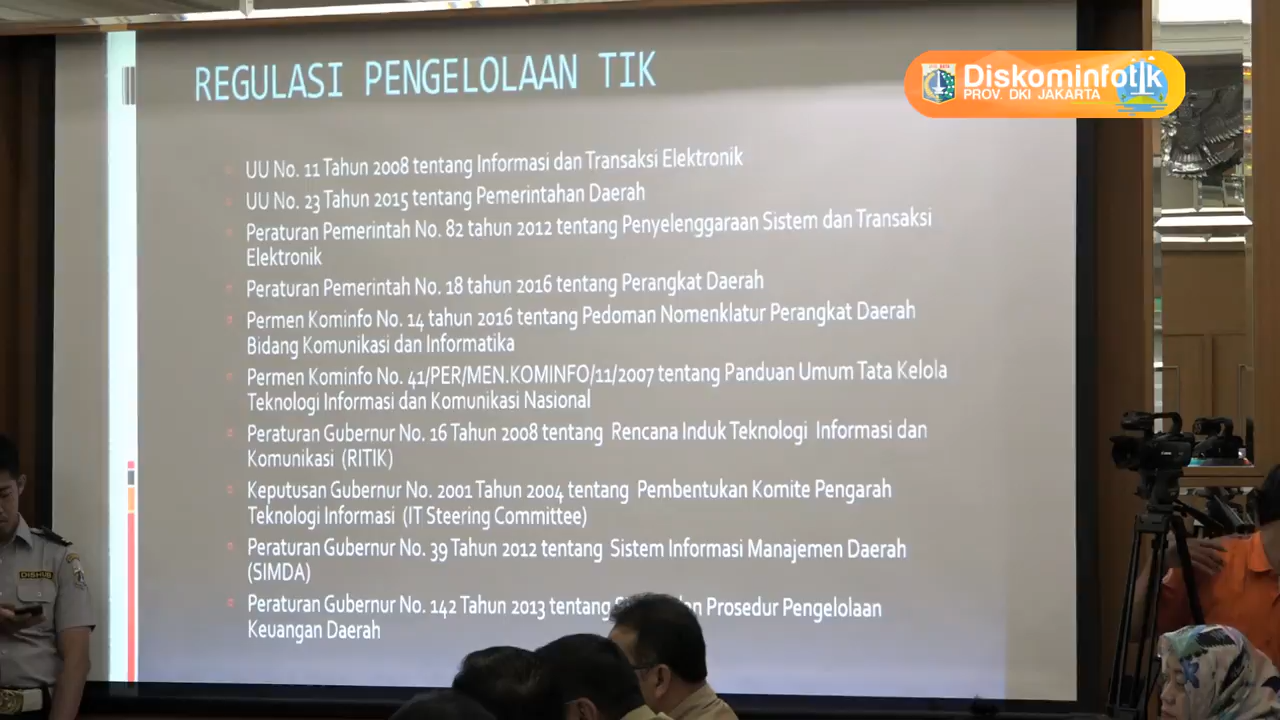 REGULASI PENGELOLAAN TIK
Diskominfotik
PROV. DKI JAKARTA
UU No. 11 Tahun 2008 tentang Informasi dan Transaksi Elektronik
UU No. 23 Tahun 2015 tentang Pemerintahan Daerah
Peraturan Pemerintah No. 82 tahun 2012 tentang Penyelenggaraan Sistem dan Transaksi
Elektronik
Peraturan Pemerintah No. 18 tahun 2016 tentang Perangkat Daerah
Permen Kominfo No. 14 tahun 2016 tentang Pedoman Nomenklatur Perangkat Daerah
Bidang Komunikasi dan Informatika
Permen Kominfo No. 41/PER/MEN.KOMINFO/11/2007 tentang Panduan Umum Tata Kelola
Teknologi Informasi dan Komunikasi Nasional
Peraturan Gubernur No. 16 Tahun 2008 tentang Rencana Induk Teknologi Informasi dan
Komunikasi (RITIK)
Keputusan Gubernur No. 2001 Tahun 2004 tentang Pembentukan Komite Pengarah
Teknologi Informasi (IT Steering Committee)
Peraturan Gubernur No. 39 Tahun 2012 tentang Sistem Informasi Manajemen Daerah
(SIMDA)
Peraturan Gubernur No. 142 Tahun 2013 tentang Prosedur Pengelolaan
Keuangan Daerah
DISHUB